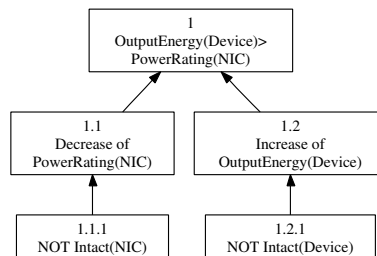 1
OutputEnergy(Device)>
PowerRating(NIC)
1.1
Decrease of
PowerRating(NIC)
1.2
Increase of
OutputEnergy(Device)
1.1.1
NOT Intact(NIC)
1.2.1
NOT Intact(Device)